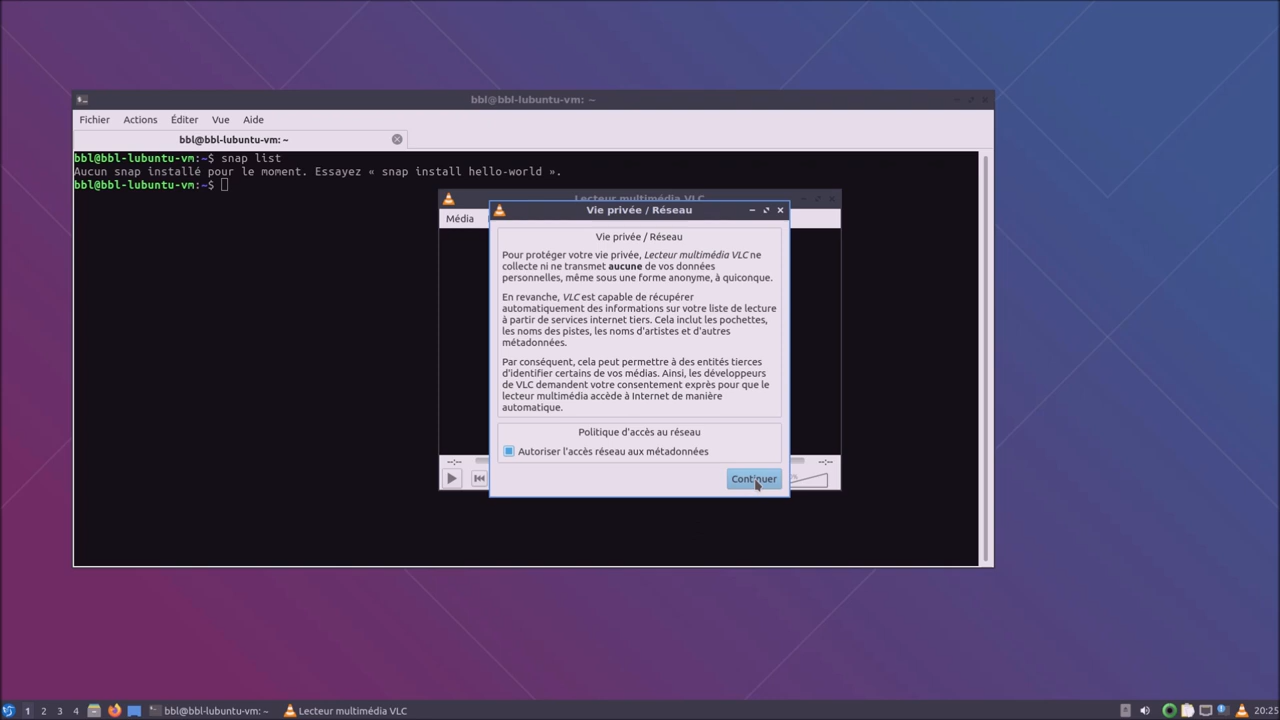 bbl@bbl-lubuntu-vm: ~
Fichier Actions Éditer Vue Aide
bbl@bbl-lubuntu-vm: ~
bbl@bbl-lubuntu-vm:~$ snap list
Aucun snap installé pour le moment. Essayez « snap install hello-world ».
bbl@bbl-lubuntu-vm:~$
Lecteur multimédia VLC
Média
Vie privée / Réseau
Vie privée / Réseau
Pour protéger votre vie privée, Lecteur multimédia VLC ne
collecte ni ne transmet aucune de vos données
personnelles, même sous une forme anonyme, à quiconque.
En revanche, VLC est capable de récupérer
automatiquement des informations sur votre liste de lecture
à partir de services internet tiers. Cela inclut les pochettes,
les noms des pistes, les noms d'artistes et d'autres
métadonnées.
Par conséquent, cela peut permettre à des entités tierces
d'identifier certains de vos médias. Ainsi, les développeurs
de VLC demandent votre consentement exprès pour que le
lecteur multimédia accède à Internet de manière
automatique.
Politique d'accès au réseau
Autoriser l'accès réseau aux métadonnées
--:-- --:--
Continuer
1 2 3 4 bbl@bbl-lubuntu-vm: ~ Lecteur multimédia VLC 20:25